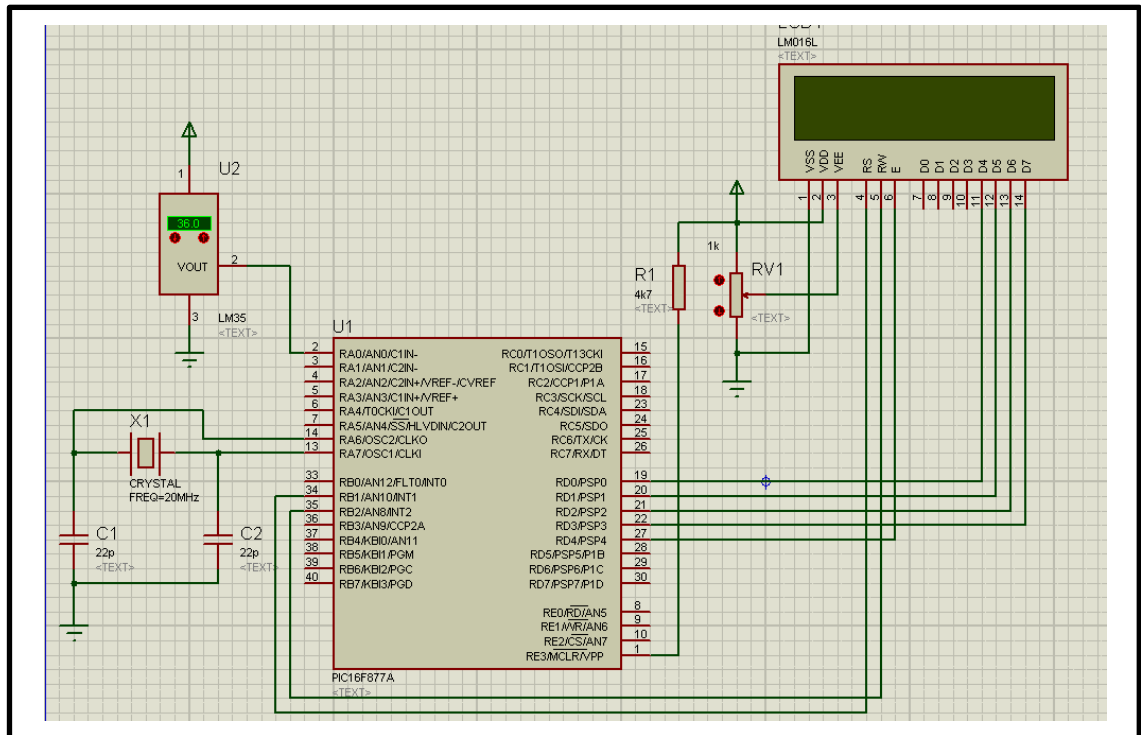 LM016L
<TEXT>
VSS
VDD
VEE
RS
RW
E
D0
D1
D2
D3
D4
D5
D6
D7
1
2
3
4
5
6
7
8
9
10
11
12
13
14
1
U2
36.0
VOUT
2
3
LM35
<TEXT>
1k
R1
4k7
<TEXT>
RV1
<TEXT>
U1
2 RA0/AN0/C1IN-
3 RA1/AN1/C2IN-
4 RA2/AN2/C2IN+/VREF-/CVREF
5 RA3/AN3/C1IN+/VREF+
6 RA4/T0CKI/C1OUT
7 RA5/AN4/SS/HLVDIN/C2OUT
14 RA6/OSC2/CLKO
13 RA7/OSC1/CLKI
33 RB0/AN12/FLT0/INT0
34 RB1/AN10/INT1
35 RB2/AN8/INT2
36 RB3/AN9/CCP2A
37 RB4/KBI0/AN11
38 RB5/KBI1/PGM
39 RB6/KBI2/PGC
40 RB7/KBI3/PGD
RC0/T1OSO/T13CKI 15
RC1/T1OSI/CCP2B 16
RC2/CCP1/P1A 17
RC3/SCK/SCL 18
RC4/SDI/SDA 23
RC5/SDO 24
RC6/TX/CK 25
RC7/RX/DT 26
RD0/PSP0 19
RD1/PSP1 20
RD2/PSP2 21
RD3/PSP3 22
RD4/PSP4 27
RD5/PSP5/P1B 28
RD6/PSP6/P1C 29
RD7/PSP7/P1D 30
RE0/RD/AN5 8
RE1/WR/AN6 9
RE2/CS/AN7 10
RE3/MCLR/VPP 1
PIC16F877A
<TEXT>
X1
CRYSTAL
FREQ=20MHz
C1
22p
<TEXT>
C2
22p
<TEXT>